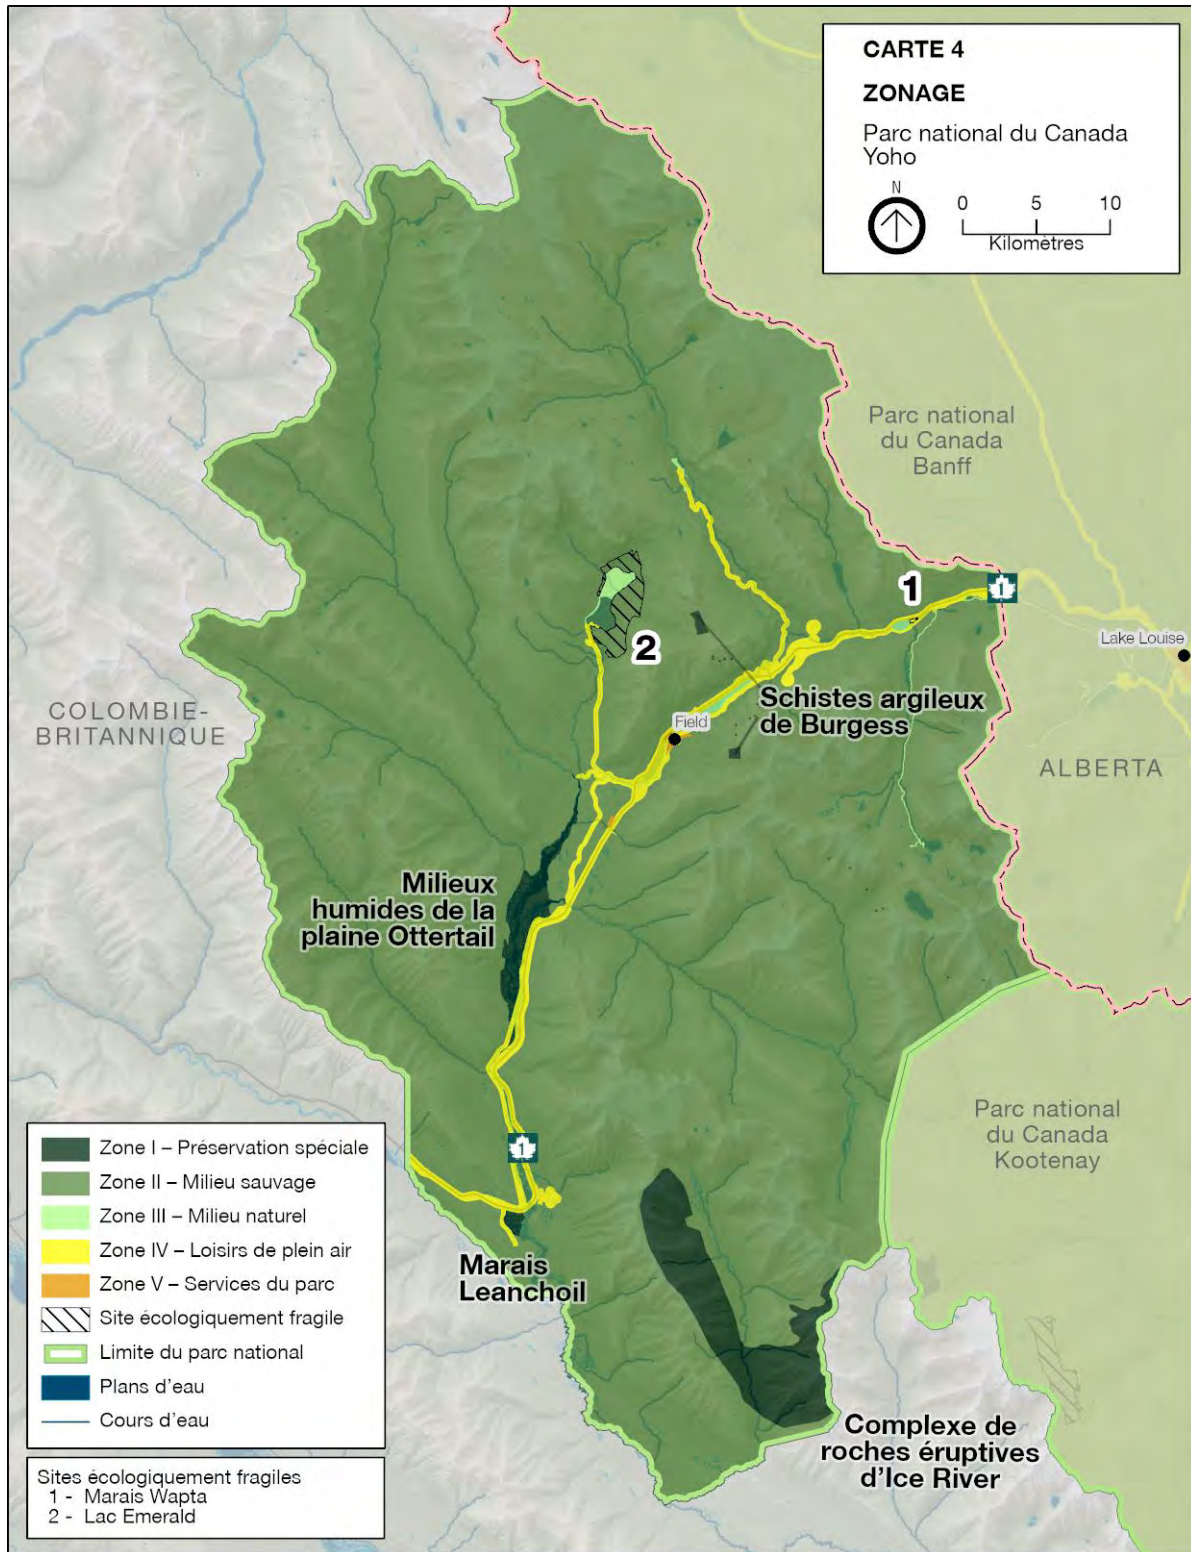 CARTE 4
ZONAGE
Parc national du Canada
Yoho
N
0 5 10
Kilomètres
Parc national
du Canada
Banff
1
1
Lake Louise
2
COLOMBIE-
BRITANNIQUE
Schistes argileux
de Burgess
Field
ALBERTA
Milieux
humides de la
plaine Ottertail
Parc national
du Canada
Kootenay
1
Marais
Leanchoil
Complexe de
roches éruptives
d'Ice River
Zone I – Préservation spéciale
Zone II – Milieu sauvage
Zone III – Milieu naturel
Zone IV – Loisirs de plein air
Zone V – Services du parc
Site écologiquement fragile
Limite du parc national
Plans d'eau
Cours d'eau
Sites écologiquement fragiles
1 - Marais Wapta
2 - Lac Emerald